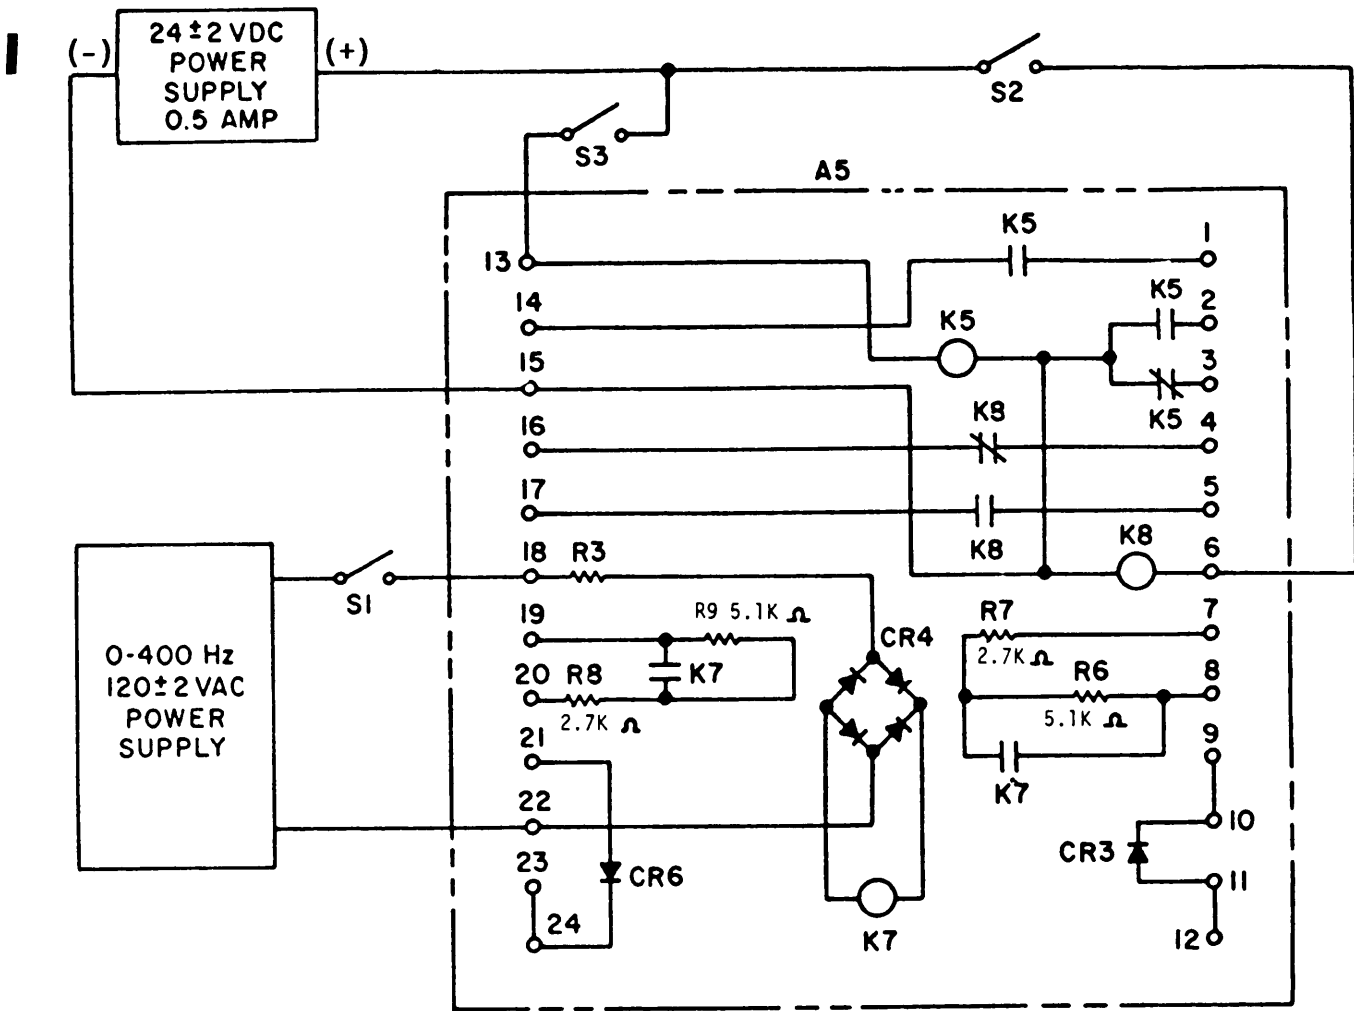 (-)
24±2 VDC
POWER
SUPPLY
0.5 AMP
(+)
S2
S3
A5
K5
1
13
14
K5
K5
2
15
3
K5
16
K8
4
17
5
K8
K8
6
18
R3
S1
19
R9 5.1K Ω
R7
7
2.7K Ω
CR4
0-400 Hz
120±2 VAC
POWER
SUPPLY
20
R8
K7
R6
8
2.7K Ω
5.1K Ω
21
9
K7
22
10
CR3
23
CR6
11
24
K7
12